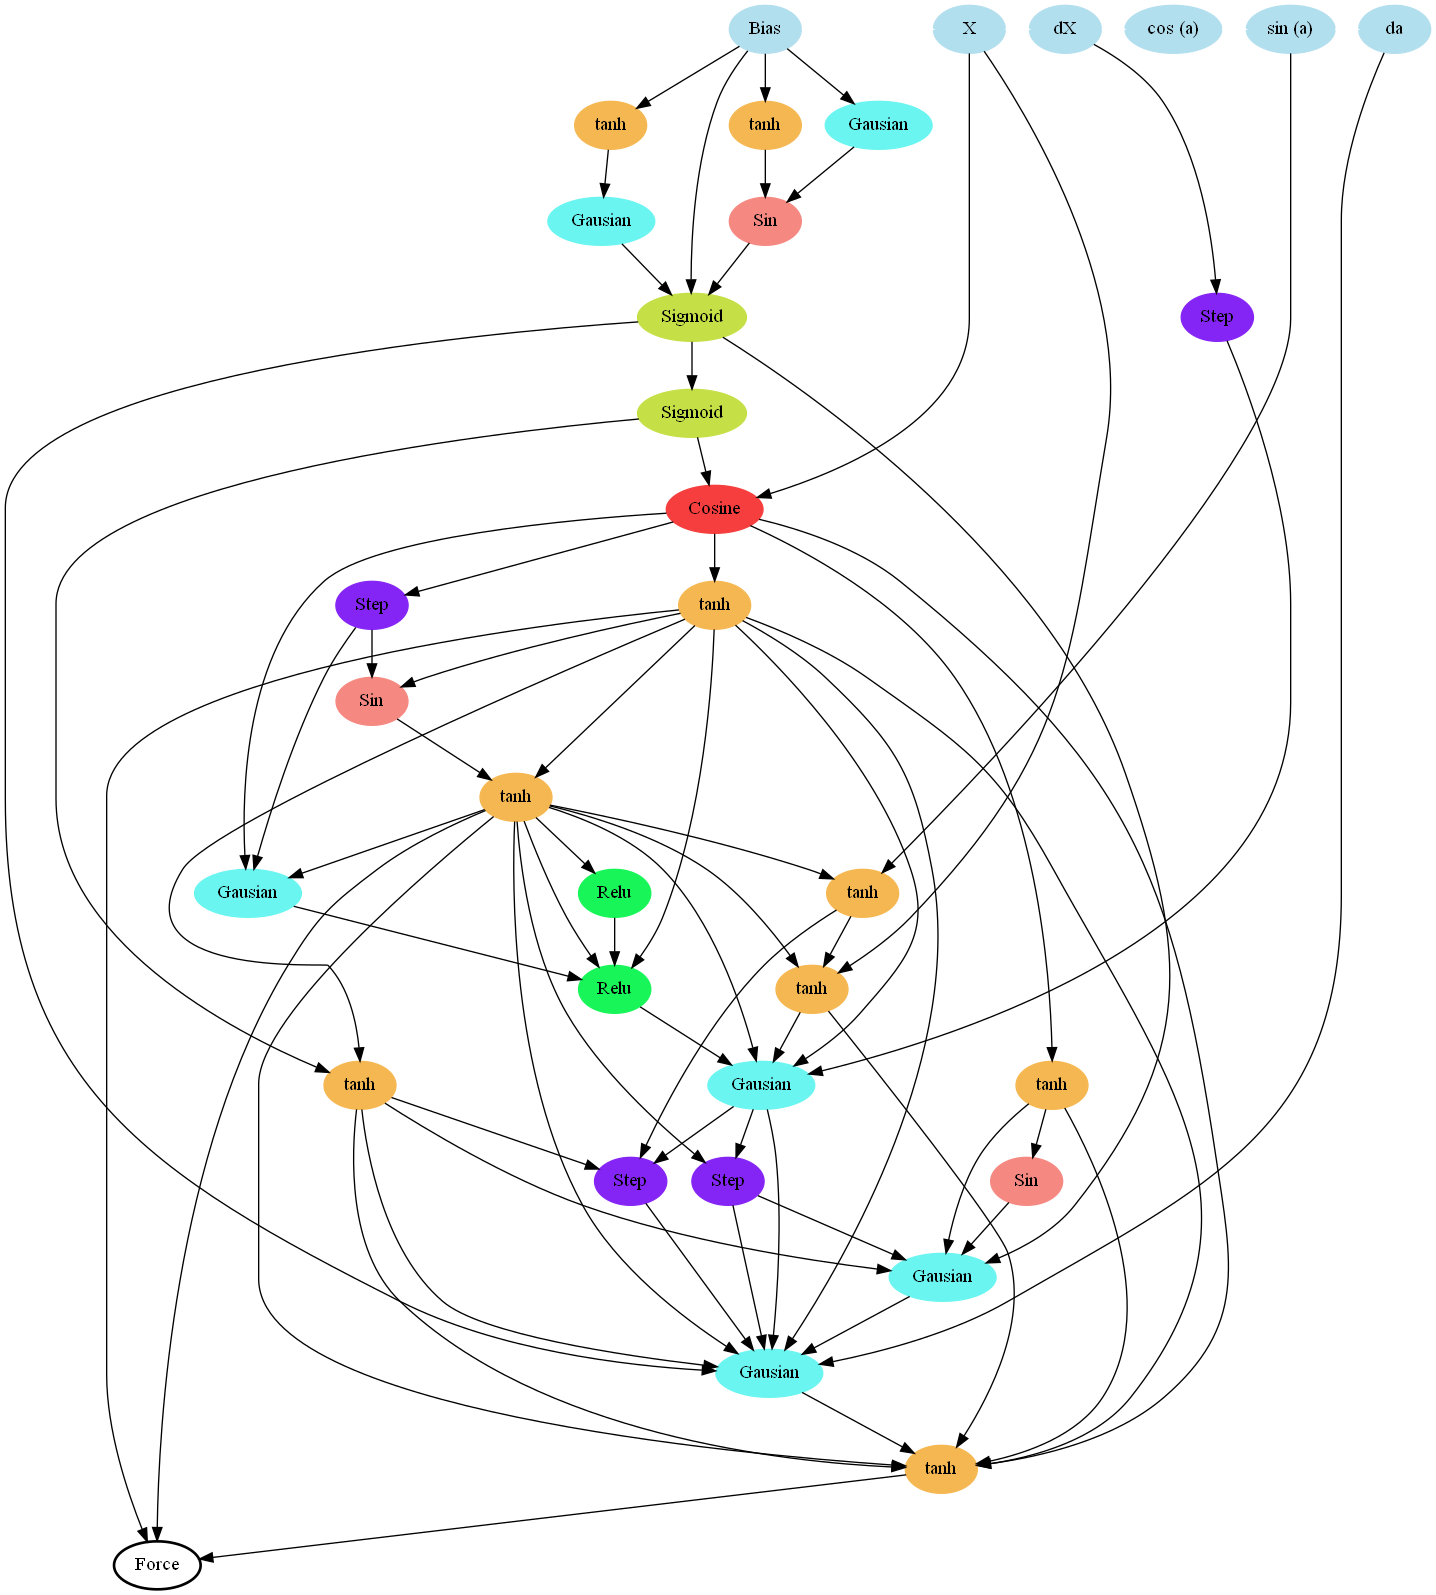 Bias X dX cos (a) sin (a) da
tanh tanh Gausian
Gausian Sin
Sigmoid Step
Sigmoid
Cosine
Step tanh
Sin
tanh
Gausian Relu tanh
Relu tanh
tanh Gausian tanh
Step Step Sin
Gausian
Gausian
tanh
Force